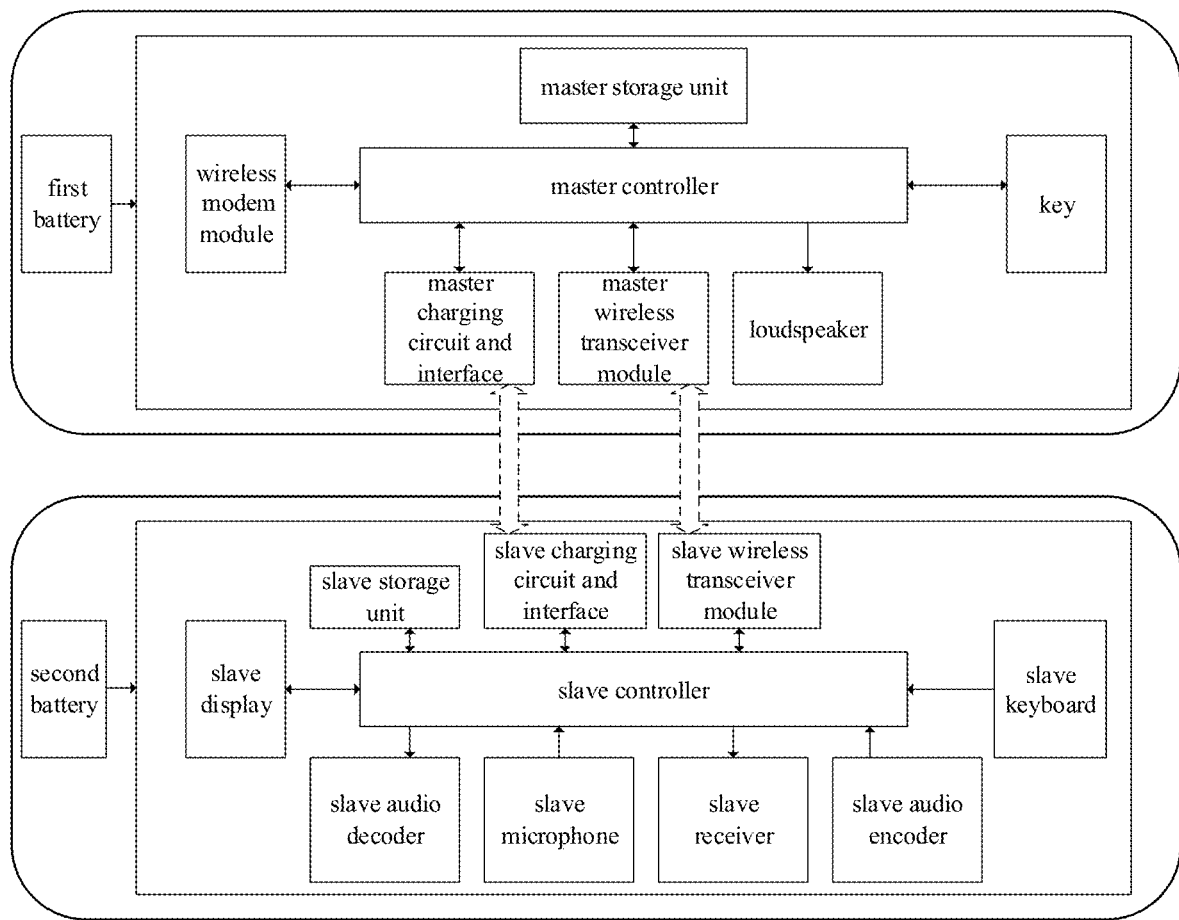 master storage unit
first
battery
wireless
modem
module
master controller
key
master
charging
circuit and
interface
master
wireless
transceiver
module
loudspeaker
slave storage
unit
slave charging
circuit and
interface
slave wireless
transceiver
module
second
battery
slave
display
slave controller
slave
keyboard
slave audio
decoder
slave
microphone
slave
receiver
slave audio
encoder